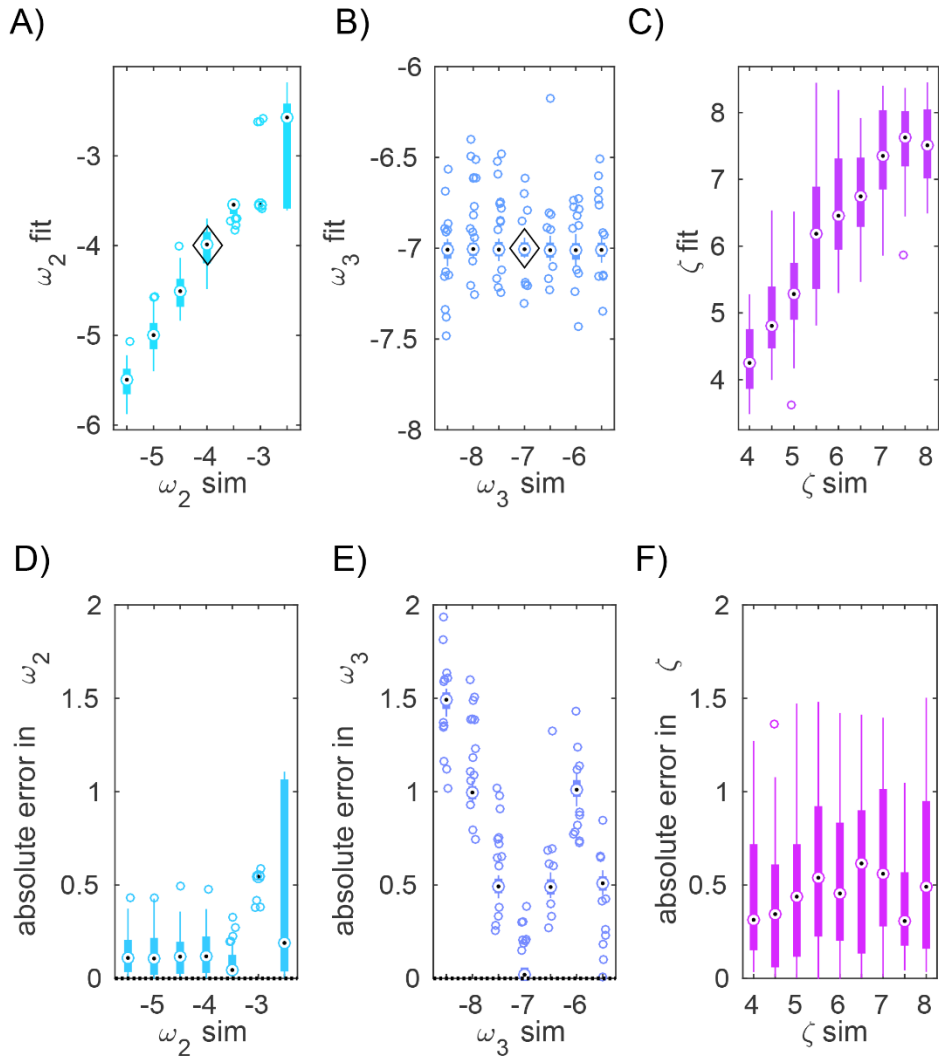 A)
B)
C)
ω2 fit
-3
-4
-5
-6
-5 -4 -3
ω2 sim
ω3 fit
-6
-6.5
-7
-7.5
-8
-8 -7 -6
ω3 sim
ζ fit
8
7
6
5
4
4 5 6 7 8
ζ sim
D)
E)
F)
absolute error in ω2
2
1.5
1
0.5
0
-5 -4 -3
ω2 sim
absolute error in ω3
2
1.5
1
0.5
0
-8 -7 -6
ω3 sim
absolute error in ζ
2
1.5
1
0.5
0
4 5 6 7 8
ζ sim